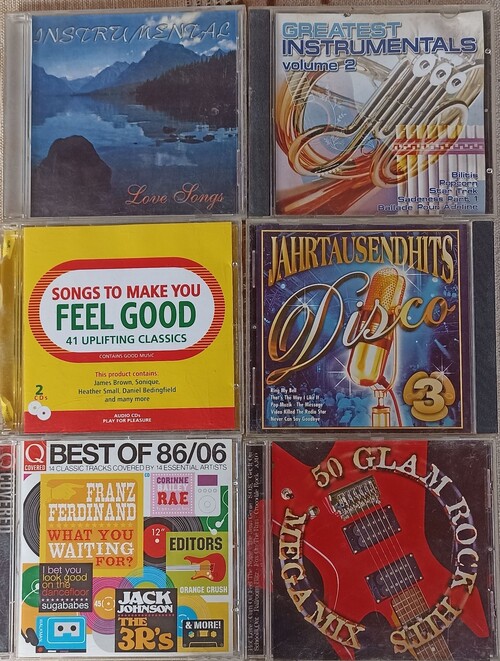 INSTRUMENTAL
Love Songs
GREATEST
INSTRUMENTALS
volume 2
Bilitis
Popcorn
Star Trek
Sadeness Part 1
Ballade Pour Adeline
SONGS TO MAKE YOU
FEEL GOOD
41 UPLIFTING CLASSICS
CONTAINS GOOD MUSIC
This product contains:
James Brown, Sonique,
Heather Small, Daniel Bedingfield
and many more
2
CDs
AUDIO CDs
PLAY FOR PLEASURE
JAHRTAUSENDHITS
Disco
3
Ring My Bell
That's The Way I Like It
Pop Muzik - The Message
Video Killed The Radio Star
Never Can Say Goodbye
Q
COVERED
BEST OF 86/06
14 CLASSIC TRACKS COVERED BY 14 ESSENTIAL ARTISTS
FRANZ
FERDINAND
WHAT YOU
WAITING
FOR?
CORINNE
BAILEY
RAE
12"
EDITORS
ORANGE CRUSH
I bet you
look good
on the
dancefloor
sugababes
45
JACK
JOHNSON
THE
3R's
& MORE!
50 GLAM ROCK HITS
MEGAMIX